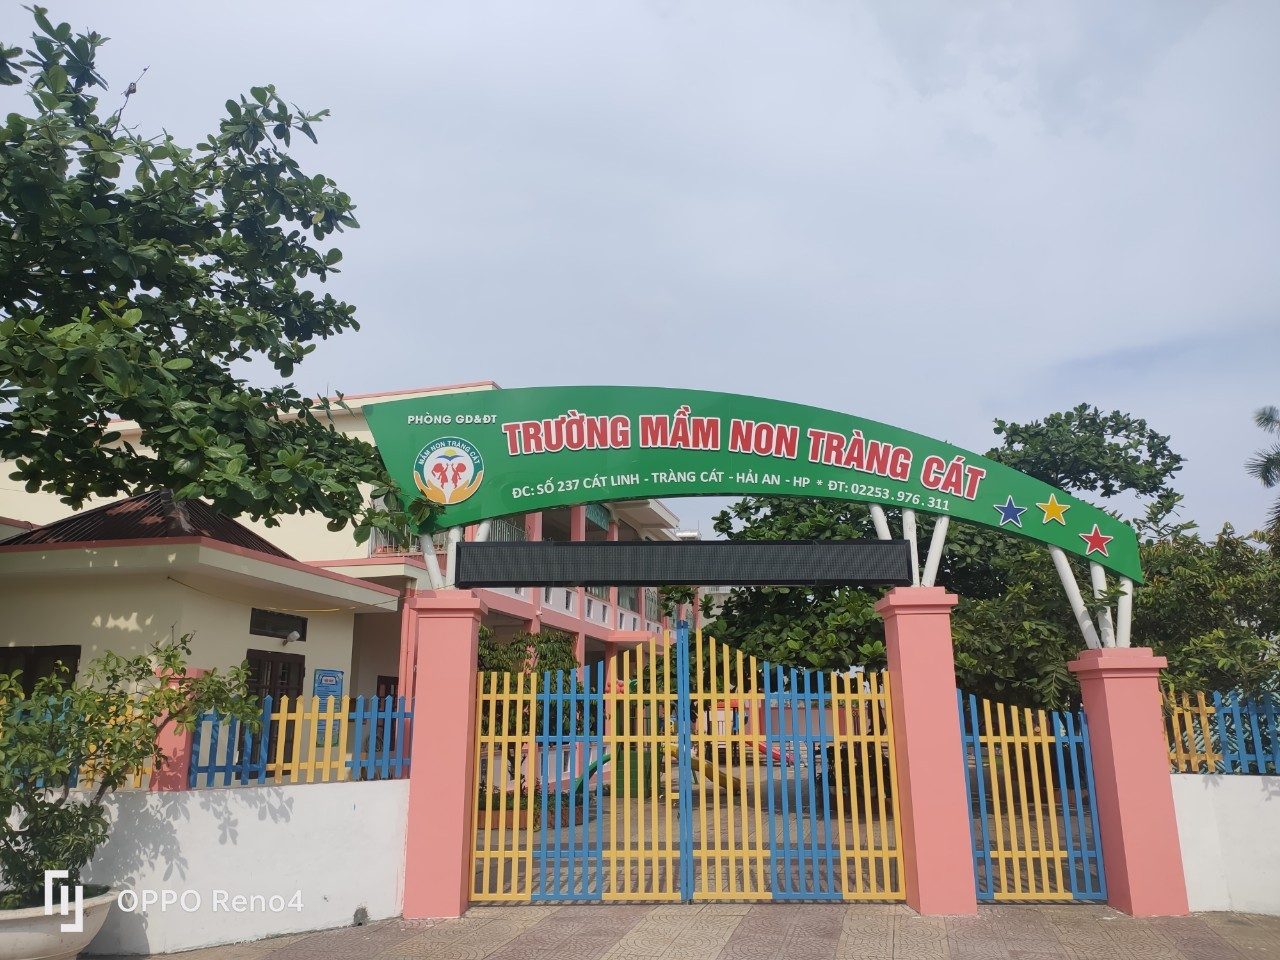 PHÒNG GD&ĐT
TRƯỜNG MẦM NON TRÀNG CÁT
MẦM NON TRÀNG CÁT
ĐC: SỐ 237 CÁT LINH - TRÀNG CÁT - HẢI AN - HP * ĐT: 02253.976.311
OPPO Reno4